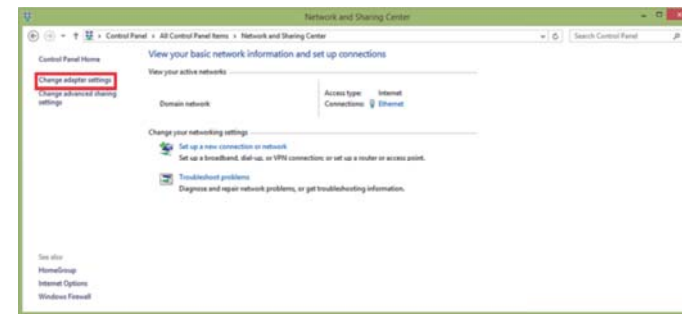 Network and Sharing Center
Control Panel › All Control Panel Items › Network and Sharing Center
Search Control Panel
Control Panel Home
Change adapter settings
Change advanced sharing
settings
View your basic network information and set up connections
View your active networks
Domain network
Access type: Internet
Connections: Ethernet
Change your networking settings
Set up a new connection or network
Set up a broadband, dial-up, or VPN connection; or set up a router or access point.
Troubleshoot problems
Diagnose and repair network problems, or get troubleshooting information.
See also
HomeGroup
Internet Options
Windows Firewall